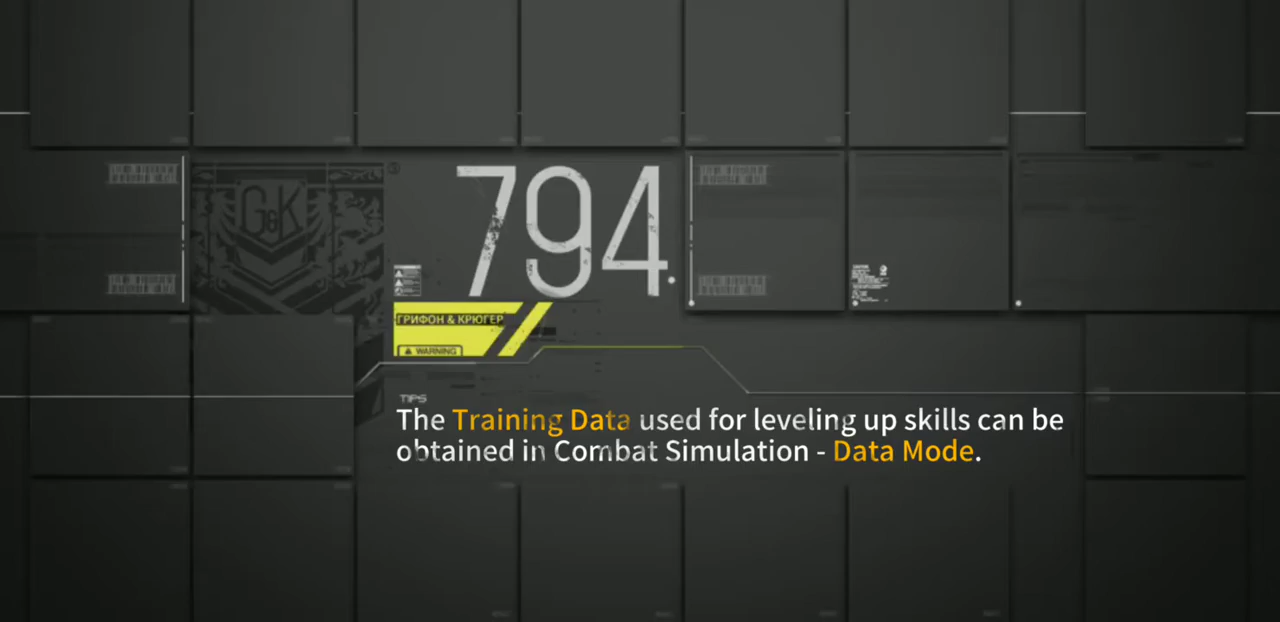 G&K
794.
ГРИФОН & КРЮГЕР
WARNING
TIPS
The Training Data used for leveling up skills can be
obtained in Combat Simulation - Data Mode.